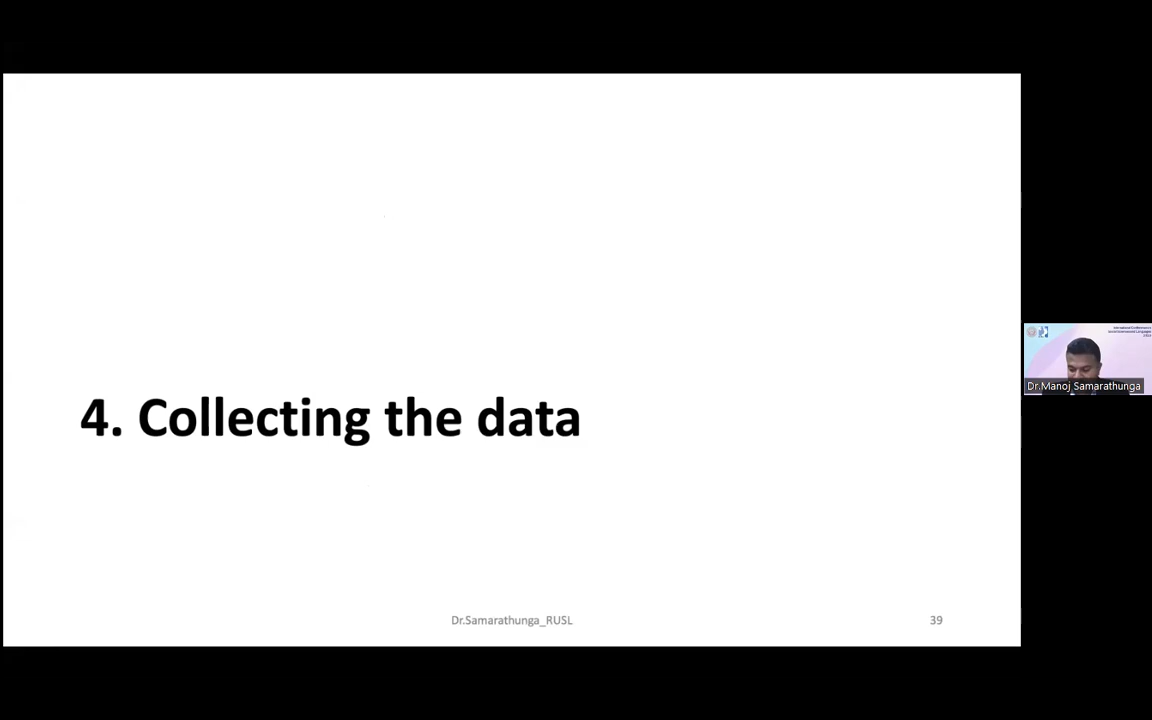 4. Collecting the data
Dr.Samarathunga_RUSL
39
Dr.Manoj Samarathunga